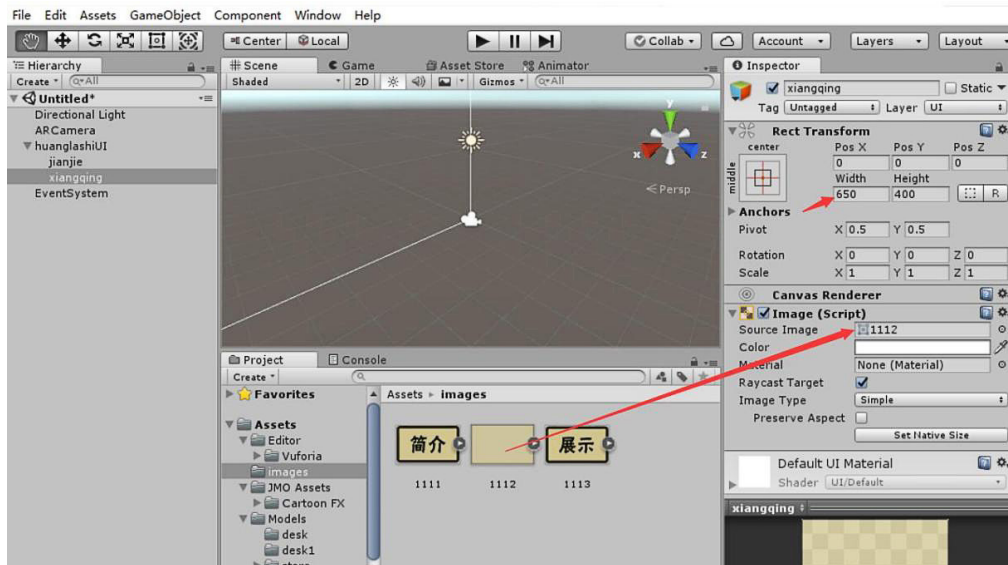 File Edit Assets GameObject Component Window Help
Center Local Collab Account Layers Layout
Hierarchy
Create All
Untitled*
Directional Light
ARCamera
huanglashiUI
jianjie
xiangqing
EventSystem
Scene Game Asset Store Animator
Shaded 2D Gizmos All
y
x z
Persp
Project Console
Create
Favorites
Assets
Editor
Vuforia
images
JMO Assets
Cartoon FX
Models
desk
desk1
Assets images
简介 展示
1111 1112 1113
Inspector
xiangqing Static
Tag Untagged Layer UI
Rect Transform
center Pos X Pos Y Pos Z
middle 0 0 0
Width Height
650 400 R
Anchors
Pivot X 0.5 Y 0.5
Rotation X 0 Y 0 Z 0
Scale X 1 Y 1 Z 1
Canvas Renderer
Image (Script)
Source Image 1112
Color
Material None (Material)
Raycast Target
Image Type Simple
Preserve Aspect
Set Native Size
Default UI Material
Shader UI/Default
xiangqing